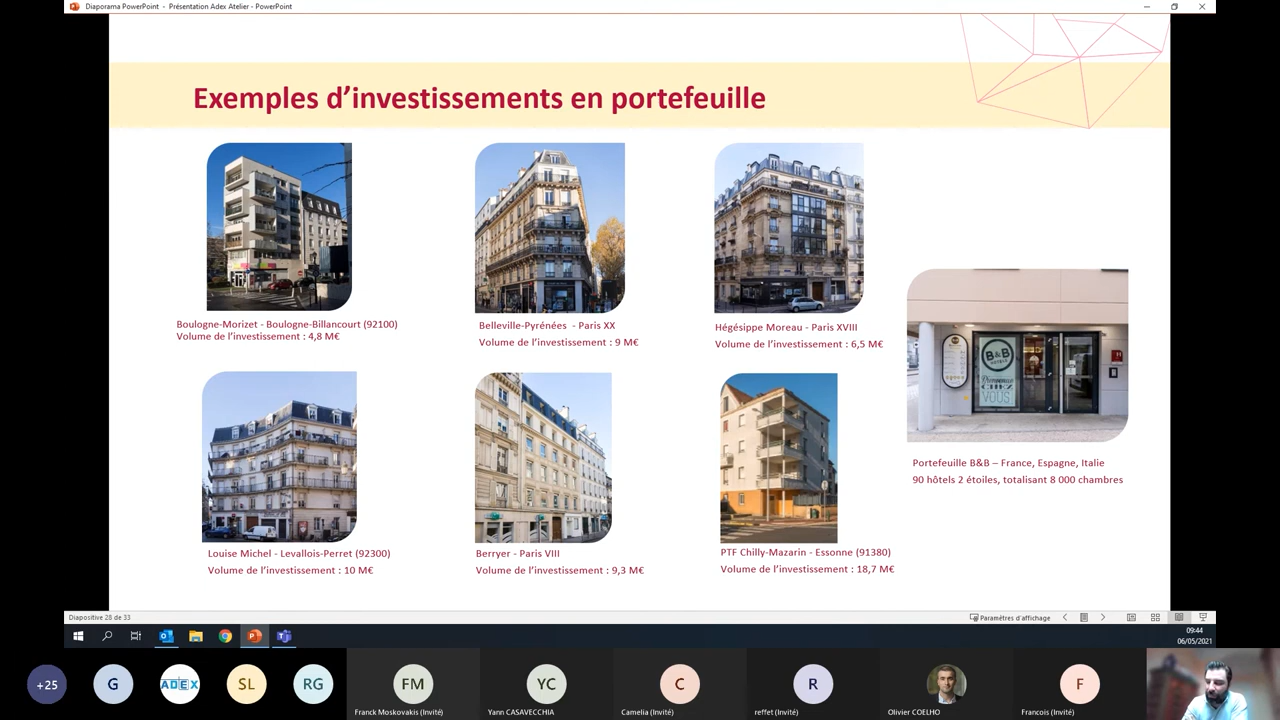 Diaporama PowerPoint - Présentation Adex Atelier - PowerPoint
Exemples d'investissements en portefeuille
Boulogne-Morizet - Boulogne-Billancourt (92100)
Volume de l'investissement : 4,8 M€
Belleville-Pyrénées - Paris XX
Volume de l'investissement : 9 M€
Hégésippe Moreau - Paris XVIII
Volume de l'investissement : 6,5 M€
B&B
HOTELS
Bienvenue
CHEZ
VOUS
Portefeuille B&B – France, Espagne, Italie
90 hôtels 2 étoiles, totalisant 8 000 chambres
Louise Michel - Levallois-Perret (92300)
Volume de l'investissement : 10 M€
Berryer - Paris VIII
Volume de l'investissement : 9,3 M€
PTF Chilly-Mazarin - Essonne (91380)
Volume de l'investissement : 18,7 M€
Diapositive 28 de 33
Paramètres d'affichage
09:44
06/05/2021
+25
G
ADEX
SL
RG
FM
YC
C
R
F
Franck Moskovakis (Invité)
Yann CASAVECCHIA
Camelia (Invité)
reffet (Invité)
Olivier COELHO
Francois (Invité)